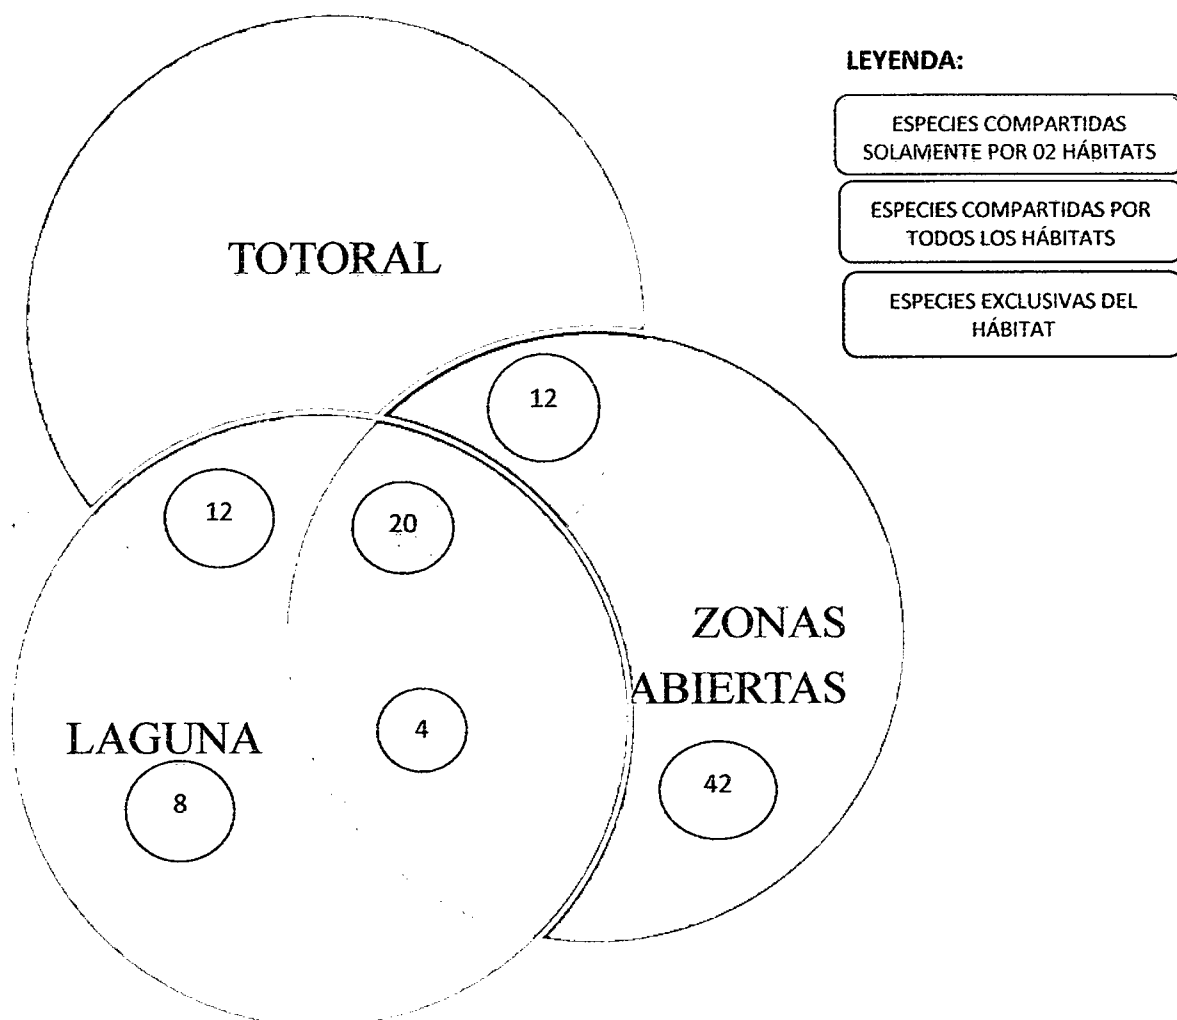 LEYENDA:
ESPECIES COMPARTIDAS
SOLAMENTE POR 02 HÁBITATS
ESPECIES COMPARTIDAS POR
TODOS LOS HÁBITATS
ESPECIES EXCLUSIVAS DEL
HÁBITAT
TOTORAL
12
12
20
ZONAS
ABIERTAS
LAGUNA
4
42
8